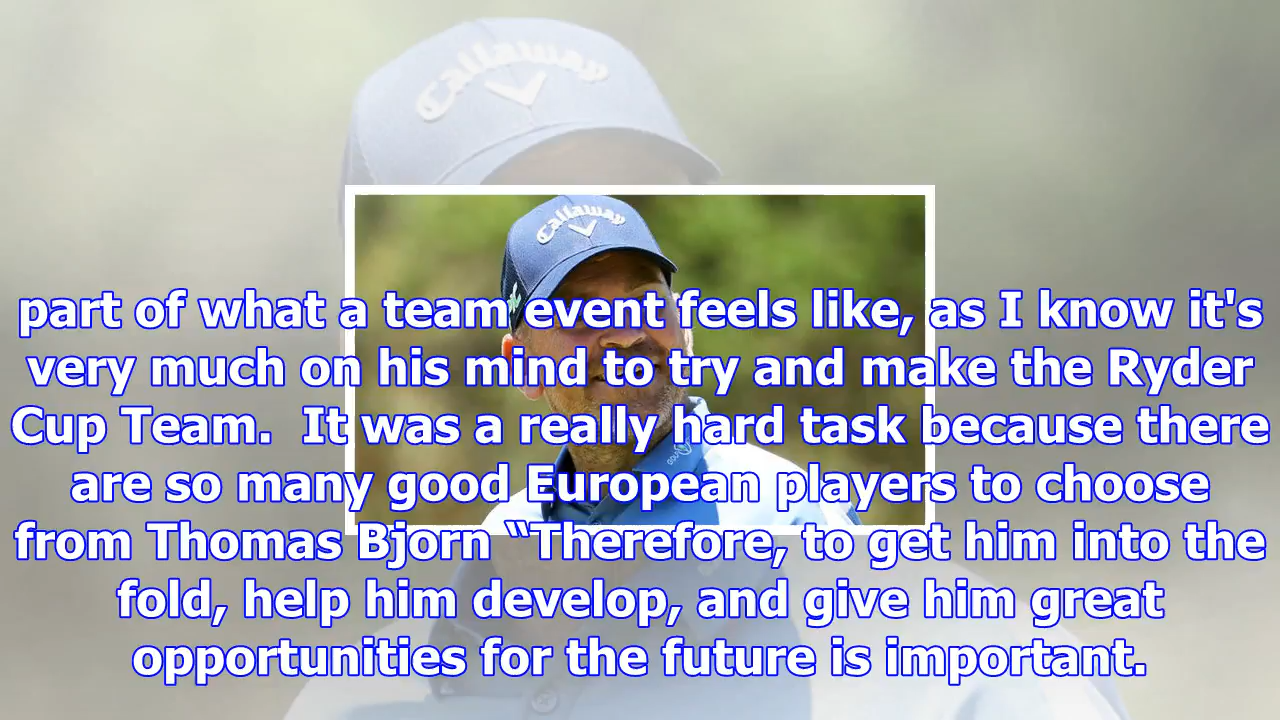 Callaway
Callaway
part of what a team event feels like, as I know it's
very much on his mind to try and make the Ryder
Cup Team.  It was a really hard task because there
are so many good European players to choose
from Thomas Bjorn “Therefore, to get him into the
fold, help him develop, and give him great
opportunities for the future is important.